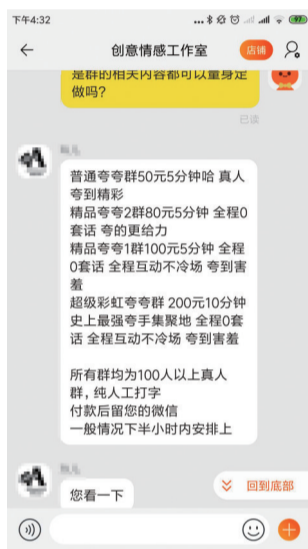 下午4:32
97
创意情感工作室
店铺
是群的相关内容都可以量身定
做吗?
已读
普通夸夸群50元5分钟哈 真人
夸到精彩
精品夸夸2群80元5分钟 全程0
套话 夸的更给力
精品夸夸1群100元5分钟 全程
0套话 全程互动不冷场 夸到害
羞
超级彩虹夸夸群 200元10分钟
史上最强夸手集聚地 全程0套
话 全程互动不冷场 夸到害羞
所有群均为100人以上真人
群，纯人工打字
付款后留您的微信
一般情况下半小时内安排上
回到底部
您看一下